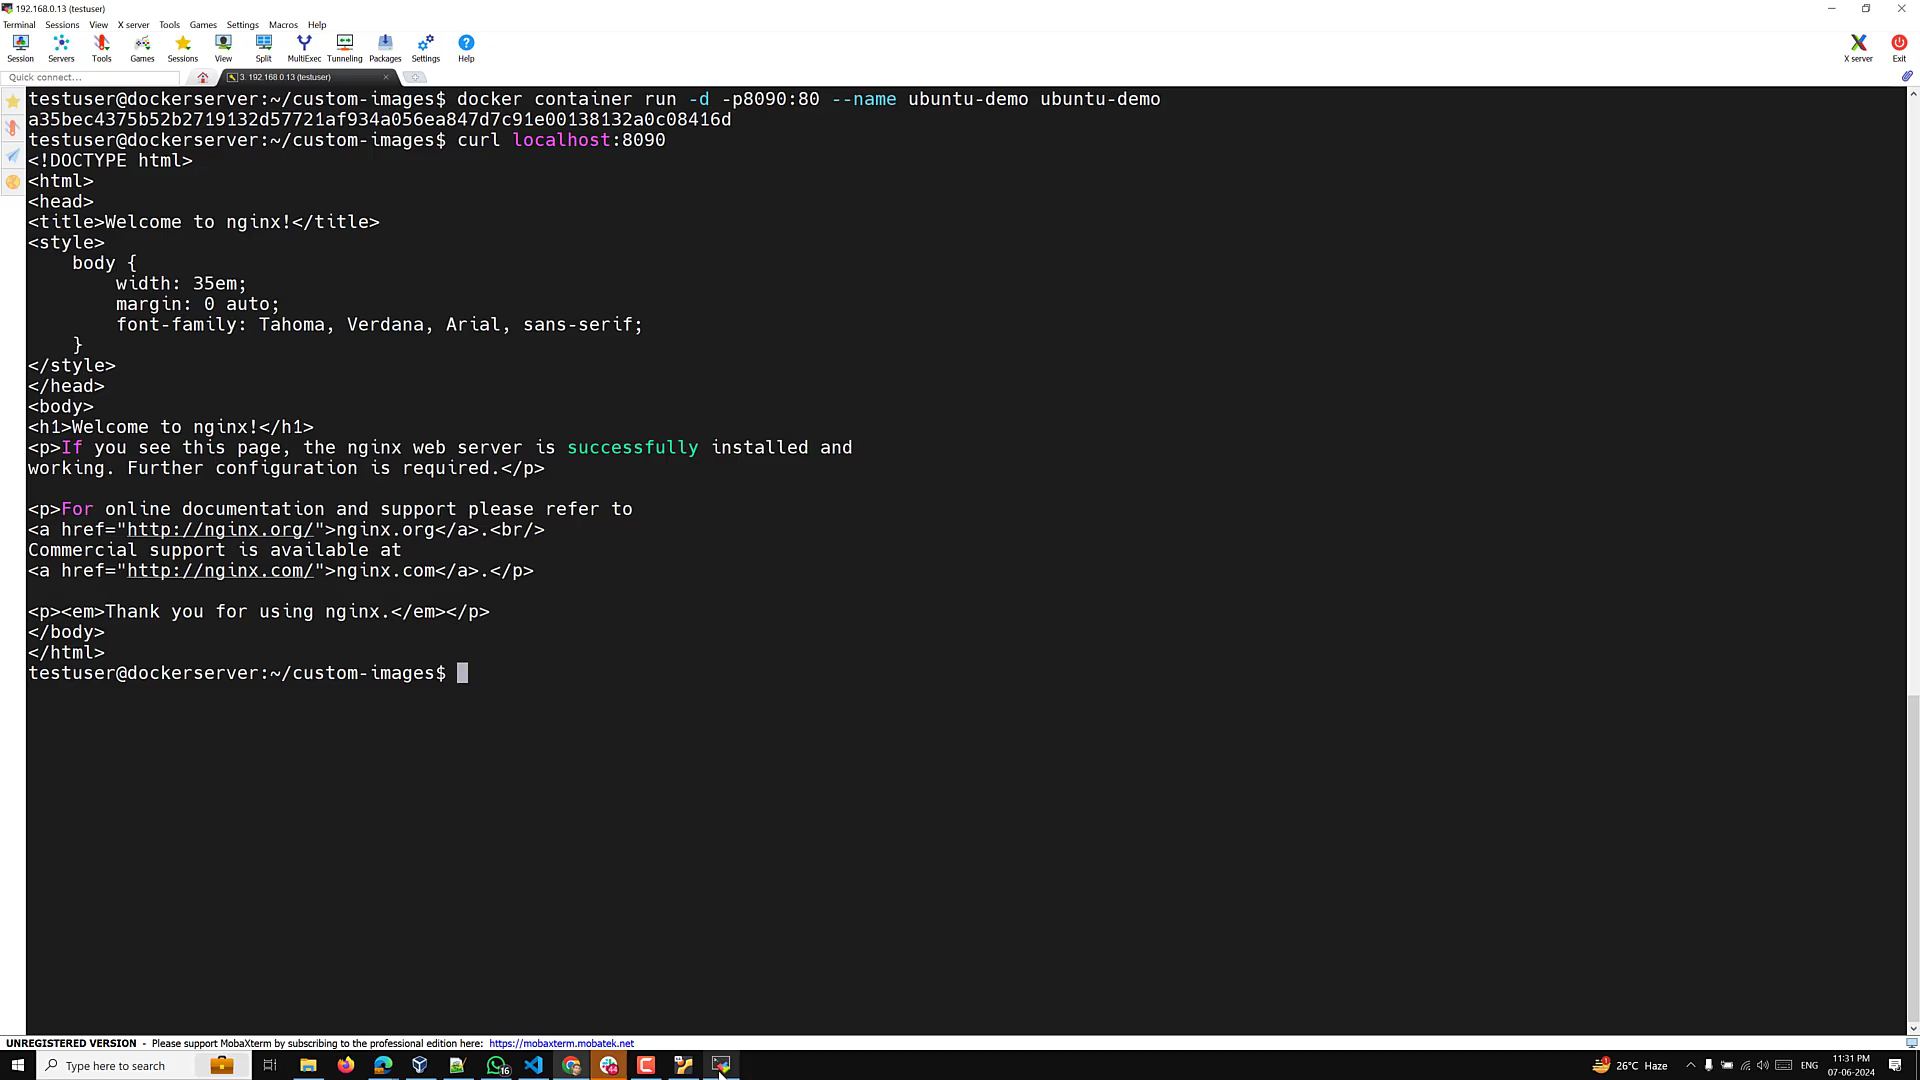 192.168.0.13 (testuser)
Terminal Sessions View X server Tools Games Settings Macros Help
Session Servers Tools Games Sessions View Split MultiExec Tunneling Packages Settings Help X server Exit
Quick connect... 3. 192.168.0.13 (testuser)
testuser@dockerserver:~/custom-images$ docker container run -d -p8090:80 --name ubuntu-demo ubuntu-demo
a35bec4375b52b2719132d57721af934a056ea847d7c91e00138132a0c08416d
testuser@dockerserver:~/custom-images$ curl localhost:8090
<!DOCTYPE html>
<html>
<head>
<title>Welcome to nginx!</title>
<style>
    body {
        width: 35em;
        margin: 0 auto;
        font-family: Tahoma, Verdana, Arial, sans-serif;
    }
</style>
</head>
<body>
<h1>Welcome to nginx!</h1>
<p>If you see this page, the nginx web server is successfully installed and
working. Further configuration is required.</p>
<p>For online documentation and support please refer to
<a href="http://nginx.org/">nginx.org</a>.<br/>
Commercial support is available at
<a href="http://nginx.com/">nginx.com</a>.</p>
<p><em>Thank you for using nginx.</em></p>
</body>
</html>
testuser@dockerserver:~/custom-images$
UNREGISTERED VERSION - Please support MobaXterm by subscribing to the professional edition here: https://mobaxterm.mobatek.net
Type here to search 16 44 1 26°C Haze ENG 11:31 PM
07-06-2024